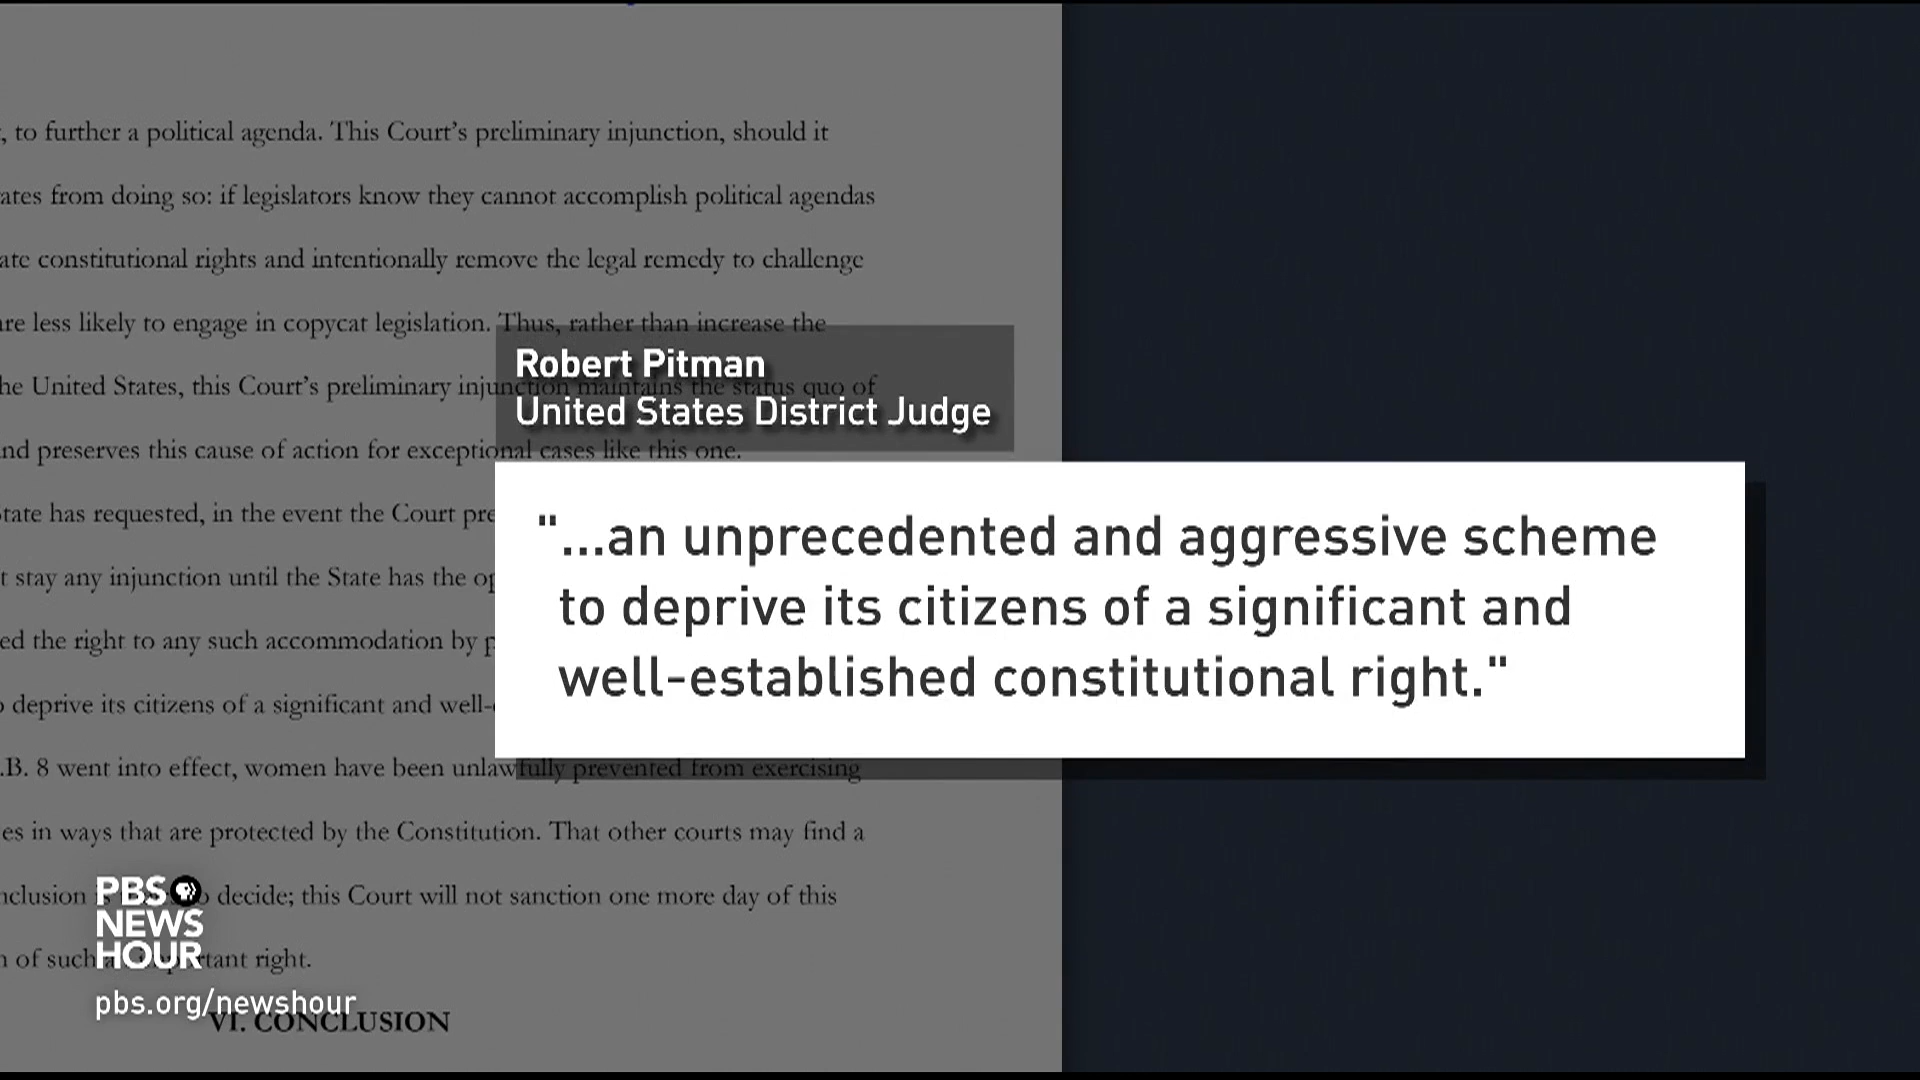 , to further a political agenda. This Court's preliminary injunction, should it
ates from doing so: if legislators know they cannot accomplish political agendas
ate constitutional rights and intentionally remove the legal remedy to challenge
are less likely to engage in copycat legislation. Thus, rather than increase the
Robert Pitman
he United States, this Court's preliminary injunction maintains the status quo of
United States District Judge
nd preserves this cause of action for exceptional cases like this one.
State has requested, in the event the Court pre
"...an unprecedented and aggressive scheme
t stay any injunction until the State has the op
to deprive its citizens of a significant and
ed the right to any such accommodation by p
well-established constitutional right."
deprive its citizens of a significant and well-
.B. 8 went into effect, women have been unlawfully prevented from exercising
es in ways that are protected by the Constitution. That other courts may find a
nclusion decide; this Court will not sanction one more day of this
PBS
NEWS
HOUR
n of such right.
pbs.org/newshour
VI. CONCLUSION